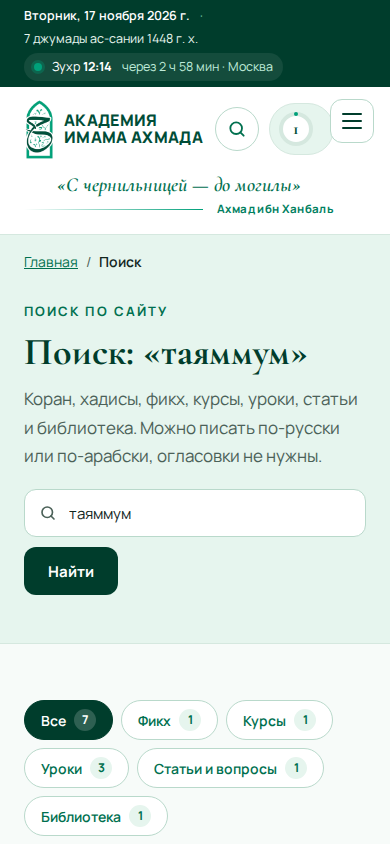 Вторник, 17 ноября 2026 г. ·
7 джумады ас-сании 1448 г. х.
Зухр 12:14 через 2 ч 58 мин · Москва
АКАДЕМИЯ
ИМАМА АХМАДА
1
«С чернильницей — до могилы»
Ахмад ибн Ханбаль
Главная / Поиск
ПОИСК ПО САЙТУ
Поиск: «таяммум»
Коран, хадисы, фикх, курсы, уроки, статьи
и библиотека. Можно писать по-русски
или по-арабски, огласовки не нужны.
таяммум
Найти
Все 7
Фикх 1
Курсы 1
Уроки 3
Статьи и вопросы 1
Библиотека 1